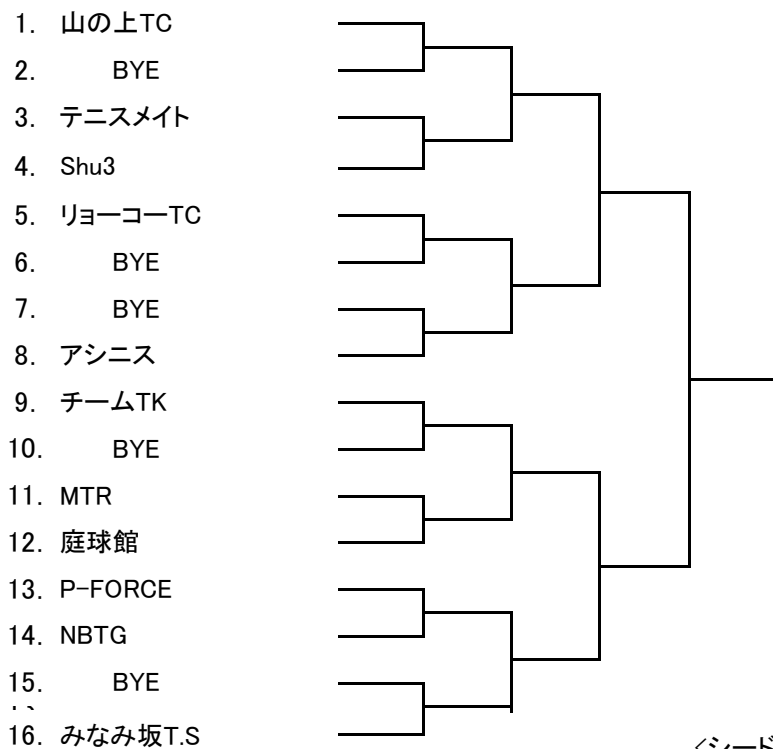 1. 山の上TC
2. BYE
3. テニスメイト
4. Shu3
5. リョーコーTC
6. BYE
7. BYE
8. アシニス
9. チームTK
10. BYE
11. MTR
12. 庭球館
13. P-FORCE
14. NBTG
15. BYE
16. みなみ坂T.S
<シード